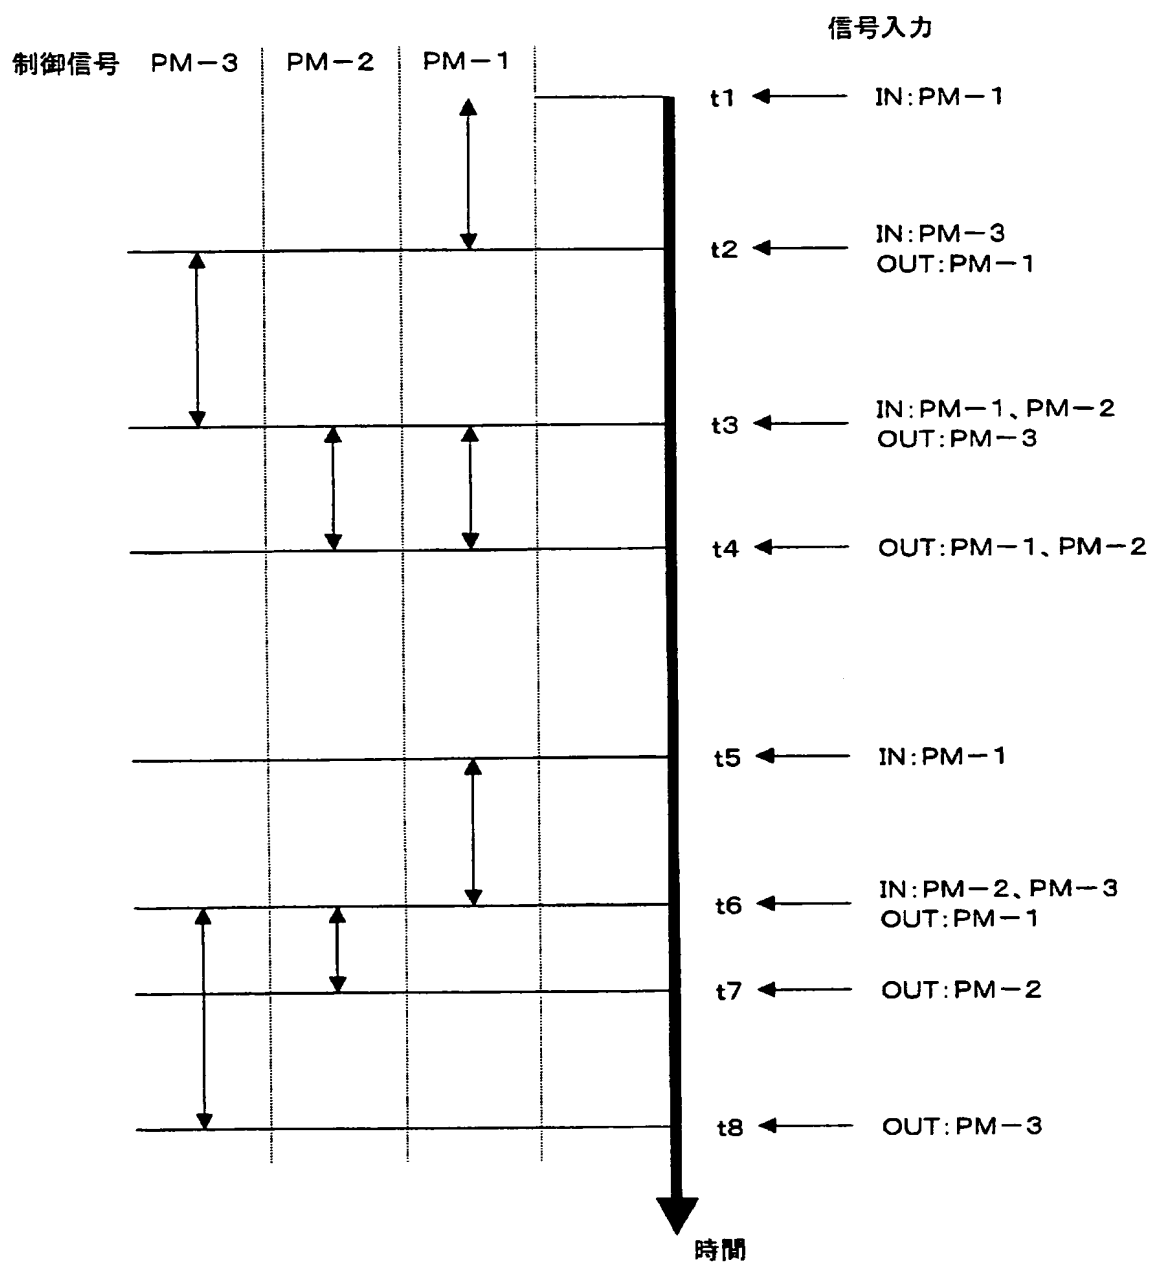 信号入力
制御信号 PM-3 PM-2 PM-1
t1 IN:PM-1
t2 IN:PM-3
OUT:PM-1
t3 IN:PM-1、PM-2
OUT:PM-3
t4 OUT:PM-1、PM-2
t5 IN:PM-1
t6 IN:PM-2、PM-3
OUT:PM-1
t7 OUT:PM-2
t8 OUT:PM-3
時間